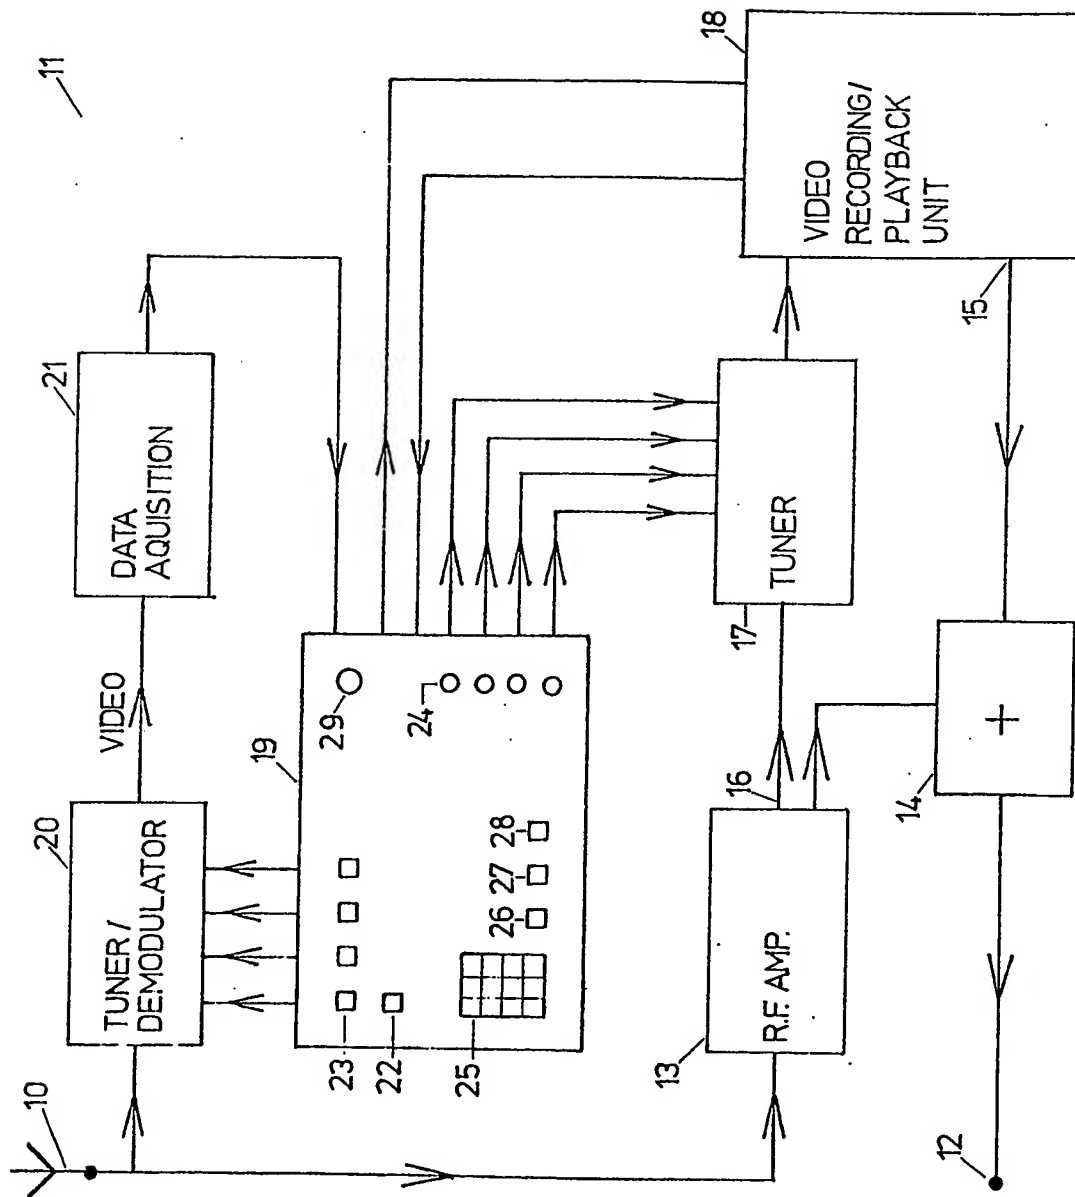 10
20
TUNER/
DEMODULATOR
VIDEO
21
DATA
AQUISITION
11
23
22
25
26
27
28
19
29
24
13
R.F. AMP.
16
17
TUNER
18
VIDEO
RECORDING/
PLAYBACK
UNIT
12
14
+
15